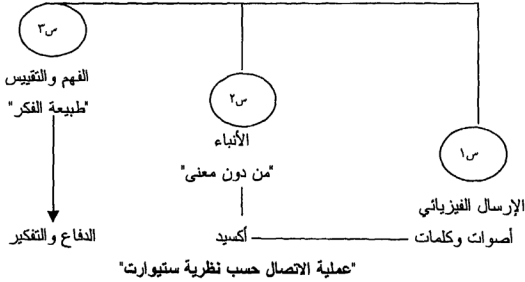 س١
الإرسال الفيزيائي
أصوات وكلمات
س٢
الأنباء
"من دون معنى"
أكسيد
س٣
الفهم والتقييس
"طبيعة الفكر"
الدفاع والتفكير
"عملية الاتصال حسب نظرية ستيوارت"